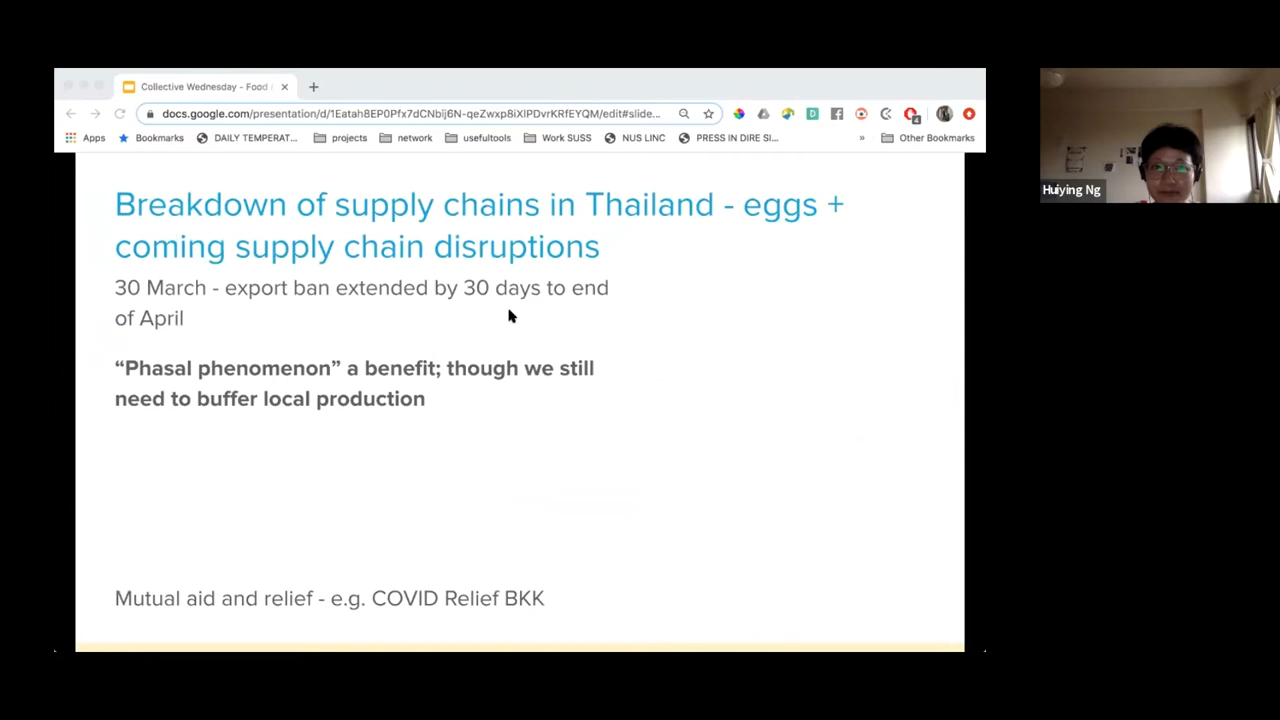 Collective Wednesday - Food
docs.google.com/presentation/d/1Eatah8EP0Pfx7dCNbij6N-qeZwxp8iXlPDvrKRfEYQM/edit#slide...
Apps
Bookmarks
DAILY TEMPERAT...
projects
network
usefultools
Work SUSS
NUS LINC
PRESS IN DIRE SI...
»
Other Bookmarks
Huiying Ng
Breakdown of supply chains in Thailand - eggs +
coming supply chain disruptions
30 March - export ban extended by 30 days to end
of April
“Phasal phenomenon” a benefit; though we still
need to buffer local production
Mutual aid and relief - e.g. COVID Relief BKK